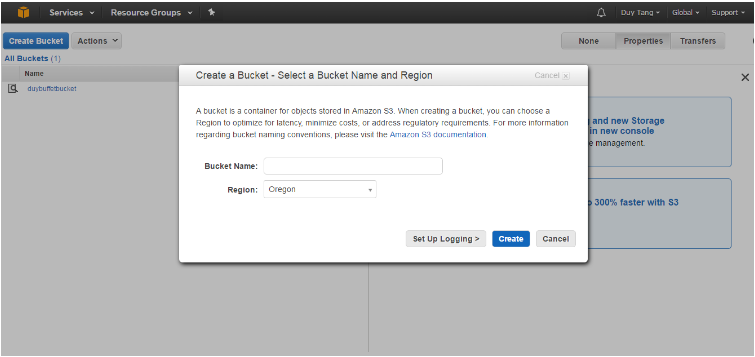 Services Resource Groups Duy Tang Global Support
Create Bucket Actions None Properties Transfers
All Buckets (1)
Name
duybuffetbucket
Create a Bucket - Select a Bucket Name and Region Cancel
A bucket is a container for objects stored in Amazon S3. When creating a bucket, you can choose a
Region to optimize for latency, minimize costs, or address regulatory requirements. For more information
regarding bucket naming conventions, please visit the Amazon S3 documentation.
Bucket Name:
Region: Oregon
Set Up Logging > Create Cancel
and new Storage
in new console
management.
300% faster with S3